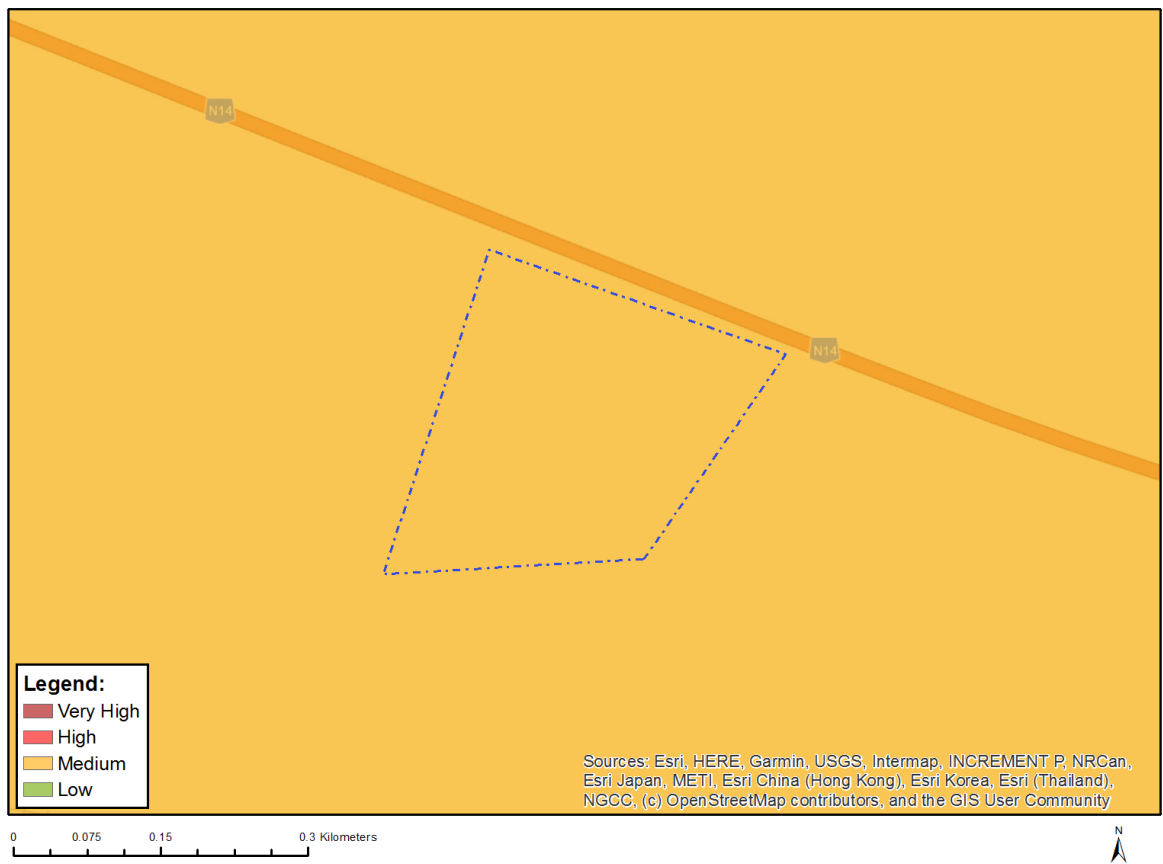 N14
N14
Legend:
Very High
High
Medium
Low
Sources: Esri, HERE, Garmin, USGS, Intermap, INCREMENT P, NRCan,
Esri Japan, METI, Esri China (Hong Kong), Esri Korea, Esri (Thailand),
NGCC, (c) OpenStreetMap contributors, and the GIS User Community
0 0.075 0.15 0.3 Kilometers
N